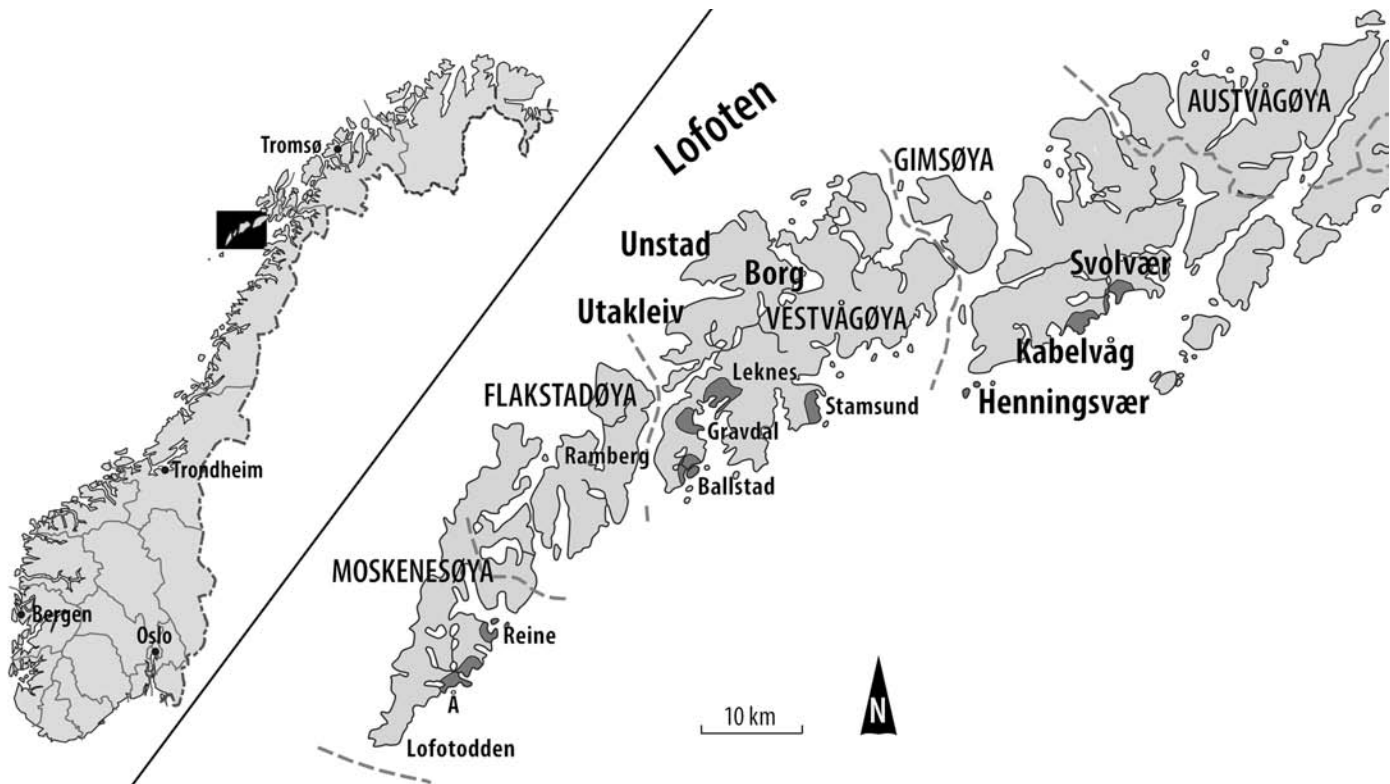 Tromsø
Trondheim
Bergen
Oslo
Lofoten
AUSTVÅGØYA
GIMSØYA
Unstad
Borg
Svolvær
Utakleiv
VESTVÅGØYA
Kabelvåg
Leknes
FLAKSTADØYA
Henningsvær
Stamsund
Gravdal
Ramberg
Ballstad
MOSKENESØYA
Reine
Å
Lofotodden
10 km
N